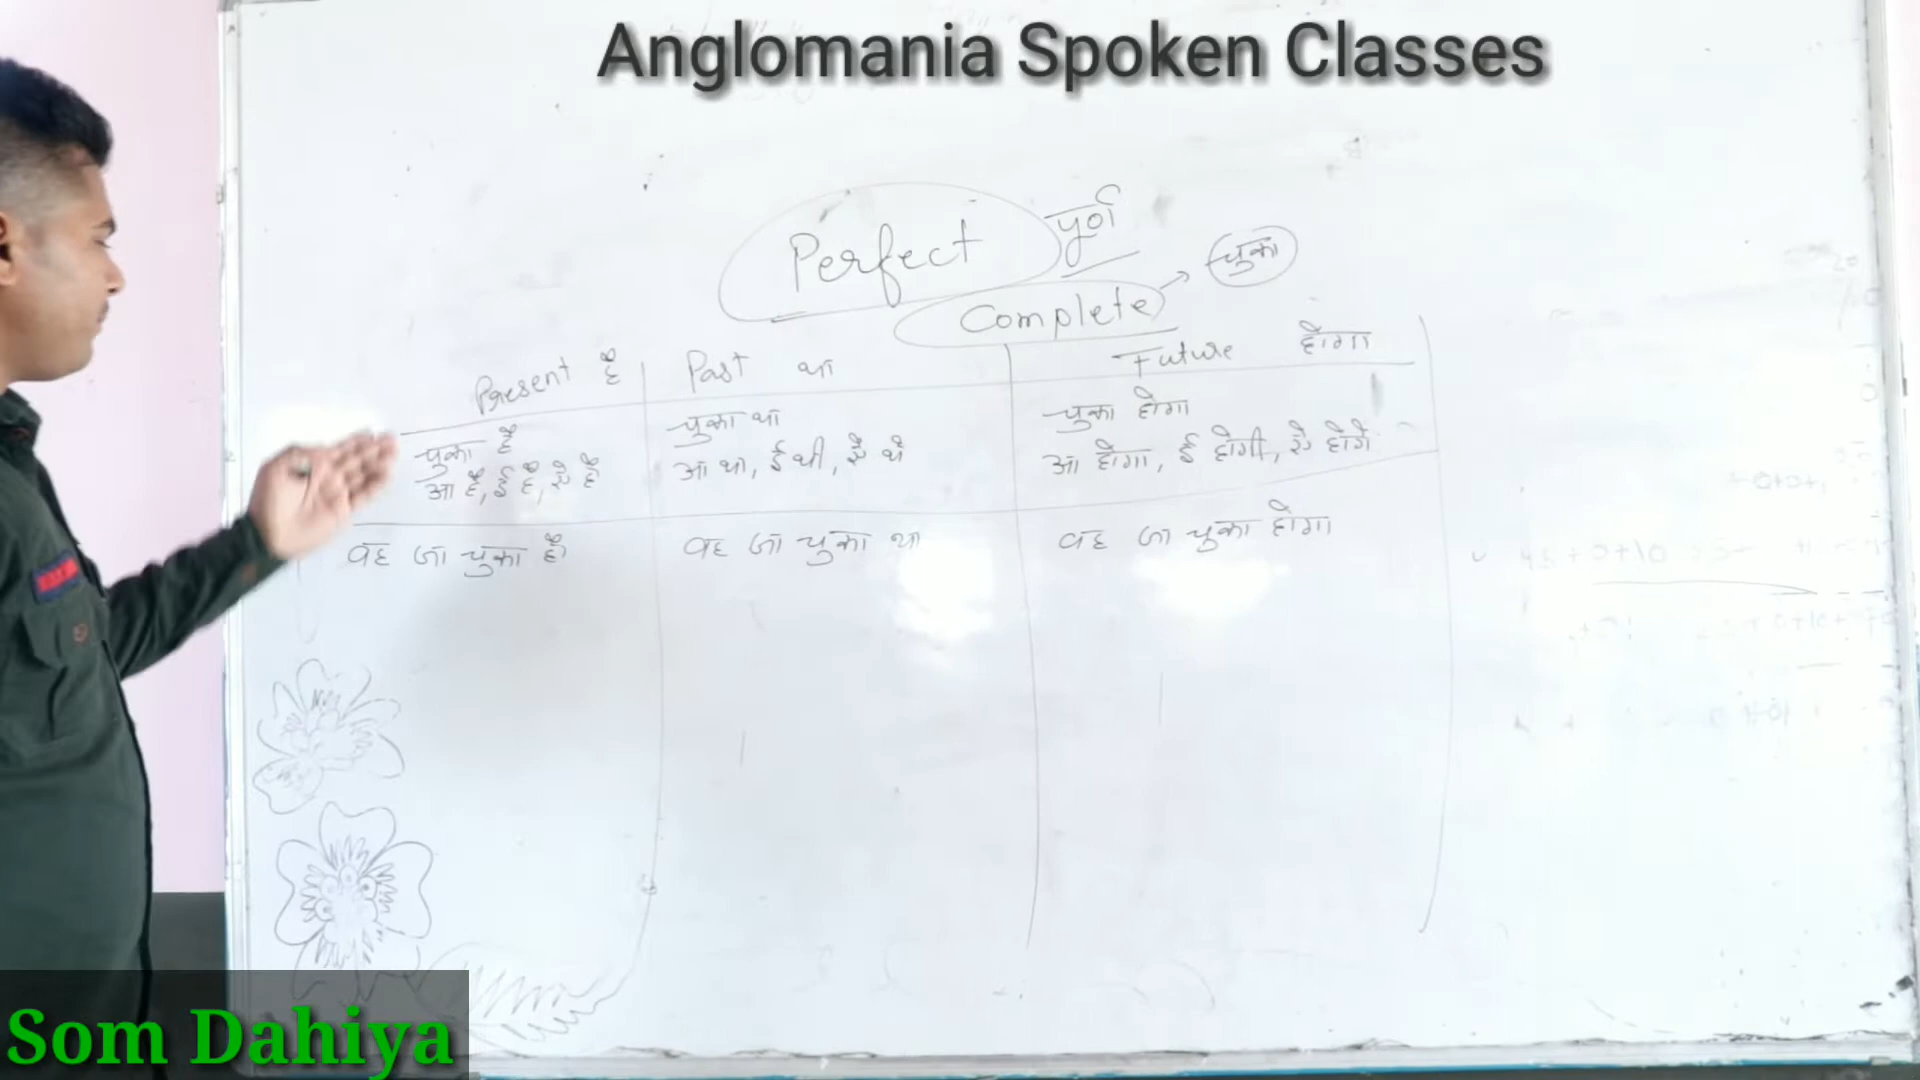 Anglomania Spoken Classes
Perfect पूर्ण
Complete → चुका
Present है Past था Future होगा
चुका है चुका था चुका होगा
आ है, ई है, ए है आ था, ई थी, ए थे आ होगा, ई होगी, ए होंगे
वह जा चुका है वह जा चुका था वह जा चुका होगा
Som Dahiya